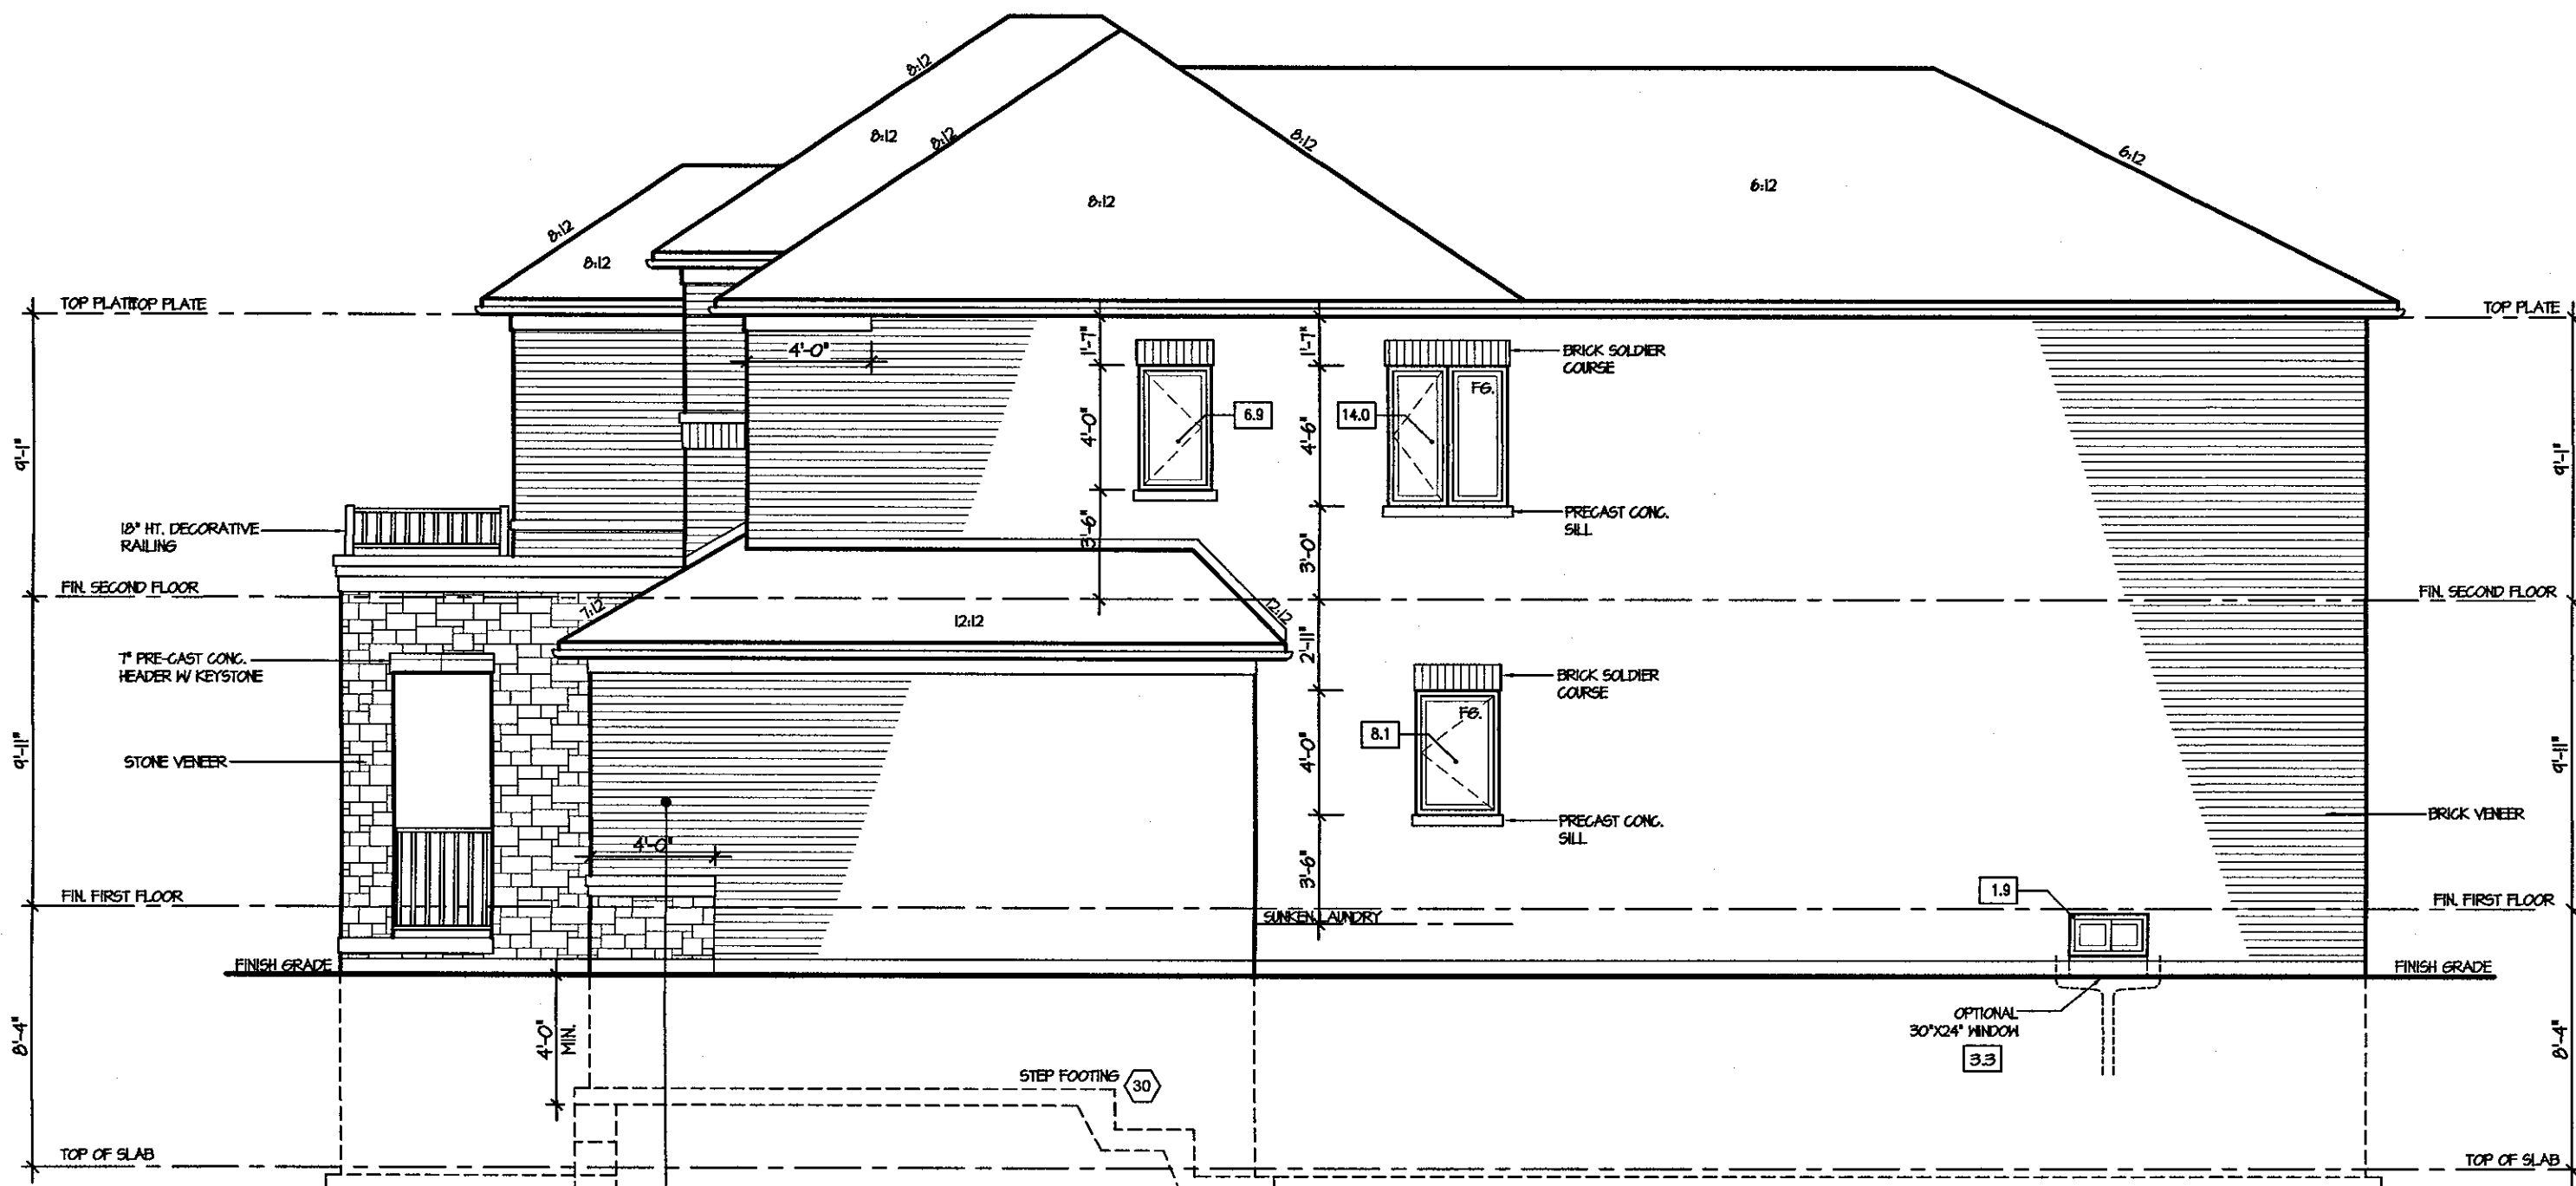 8:12
8:12
8:12
8:12
6:12
8:12
6:12
8:12
8:12
8:12
TOP PLATE
TOP PLATE
TOP PLATE
4'-0"
1'-7"
1'-7"
BRICK SOLDIER
COURSE
FG.
6.9
14.0
4'-0"
4'-6"
9'-1"
9'-1"
PRECAST CONC.
SILL
18" HT. DECORATIVE
RAILING
3'-6"
3'-0"
FIN. SECOND FLOOR
FIN. SECOND FLOOR
7:12
12:12
12:12
2'-11"
7" PRE-CAST CONC.
HEADER W/ KEYSTONE
BRICK SOLDIER
COURSE
FG.
8.1
4'-0"
STONE VENEER
9'-11"
9'-11"
PRECAST CONC.
SILL
BRICK VENEER
4'-0"
3'-6"
1.9
FIN. FIRST FLOOR
FIN. FIRST FLOOR
SUNKEN LAUNDRY
FINISH GRADE
FINISH GRADE
OPTIONAL
30"X24" WINDOW
3.3
8'-4"
4'-0"
MIN.
8'-4"
STEP FOOTING
30
TOP OF SLAB
TOP OF SLAB